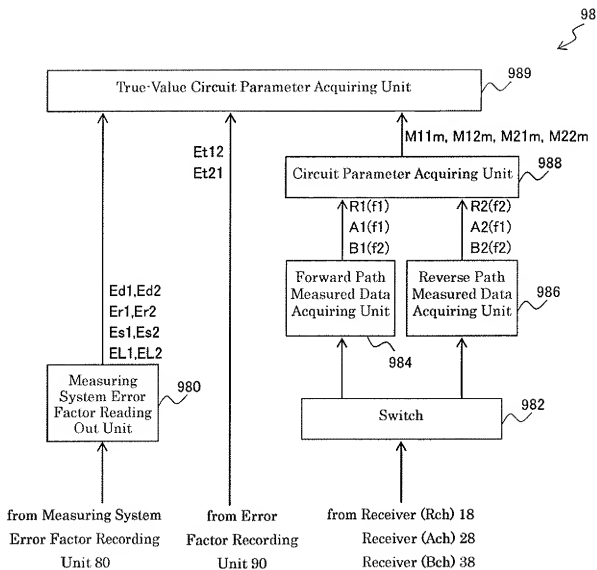 98
989
True-Value Circuit Parameter Acquiring Unit
M11m, M12m, M21m, M22m
Et12
Et21
988
Circuit Parameter Acquiring Unit
R1(f1)
A1(f1)
B1(f2)
R2(f2)
A2(f1)
B2(f2)
Forward Path
Measured Data
Acquiring Unit
984
Reverse Path
Measured Data
Acquiring Unit
986
Ed1,Ed2
Er1,Er2
Es1,Es2
EL1,EL2
Measuring
System Error
Factor Reading
Out Unit
980
Switch
982
from Measuring System
Error Factor Recording
Unit 80
from Error
Factor Recording
Unit 90
from Receiver (Rch) 18
Receiver (Ach) 28
Receiver (Bch) 38